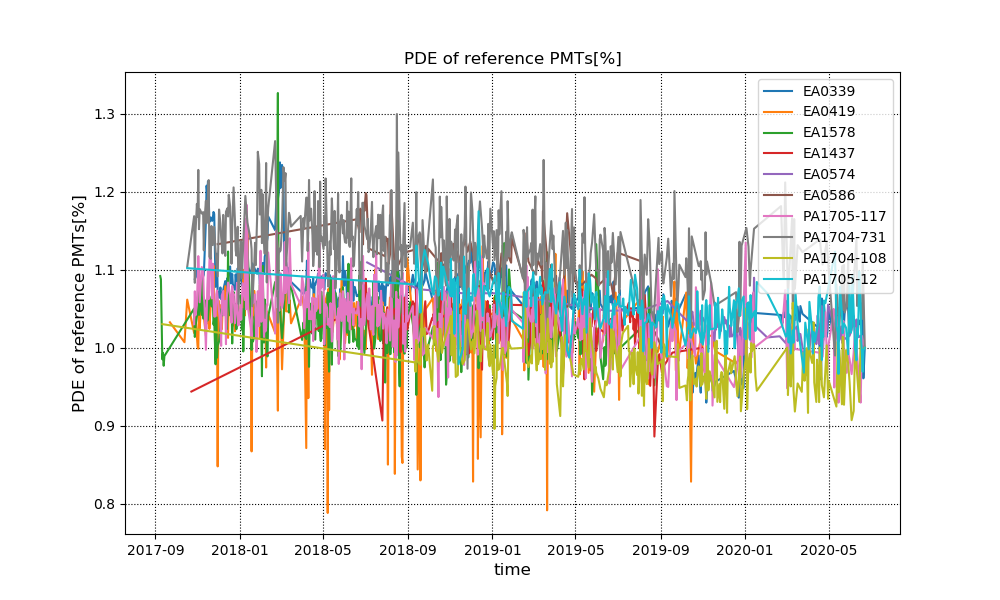 PDE of reference PMTs[%]
PDE of reference PMTs[%]
1.3
1.2
1.1
1.0
0.9
0.8
EA0339
EA0419
EA1578
EA1437
EA0574
EA0586
PA1705-117
PA1704-731
PA1704-108
PA1705-12
2017-09 2018-01 2018-05 2018-09 2019-01 2019-05 2019-09 2020-01 2020-05
time